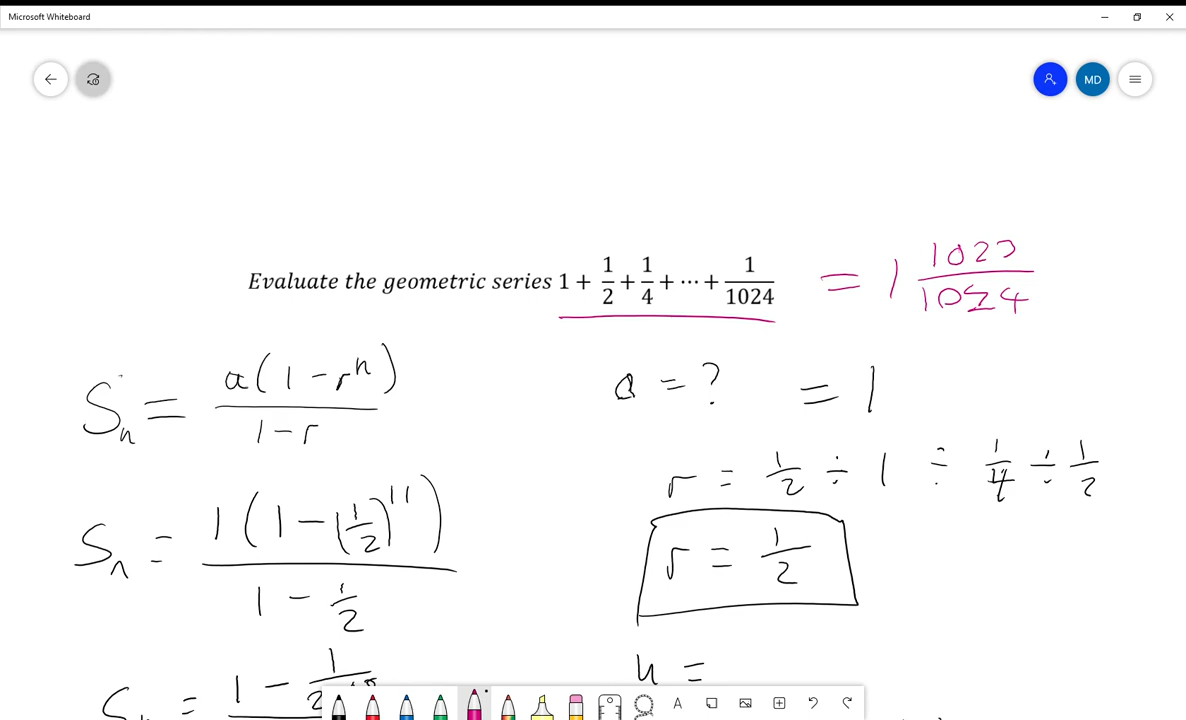 Microsoft Whiteboard
MD
Evaluate the geometric series 1 + 1/2 + 1/4 + ⋯ + 1/1024 = 1 1023/1024
Sₙ = a(1 - rⁿ)/(1 - r)
a = ? = 1
r = 1/2 ÷ 1 = 1/4 ÷ 1/2
Sₙ = 1(1 - (1/2)¹¹)/(1 - 1/2)
r = 1/2
n =
A